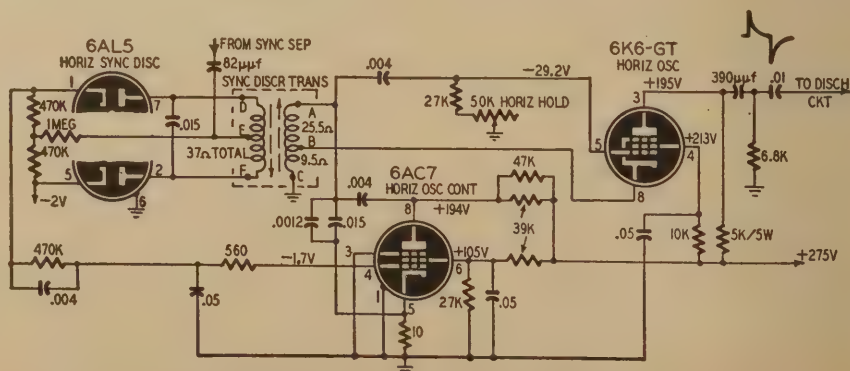 6AL5
HORIZ SYNC DISC
FROM SYNC SEP
82µµf
SYNC DISCR TRANS
6K6-GT
HORIZ OSC
.004
-29.2V
+195V
390µµf
.01
TO DISCH
CKT
1
7
D
A
3
470K
1MEG
.015
27K
50K HORIZ HOLD
25.5Ω
B
+213V
4
5
37Ω TOTAL
9.5Ω
6.8K
470K
5
2
F
C
6AC7
HORIZ OSC CONT
47K
8
-2V
6
.004
+194V
8
39K
.0012
.015
.05
10K
5K/5W
470K
560
-1.7V
3
4
+105V
6
+275V
.004
.05
1
5
27K
.05
10